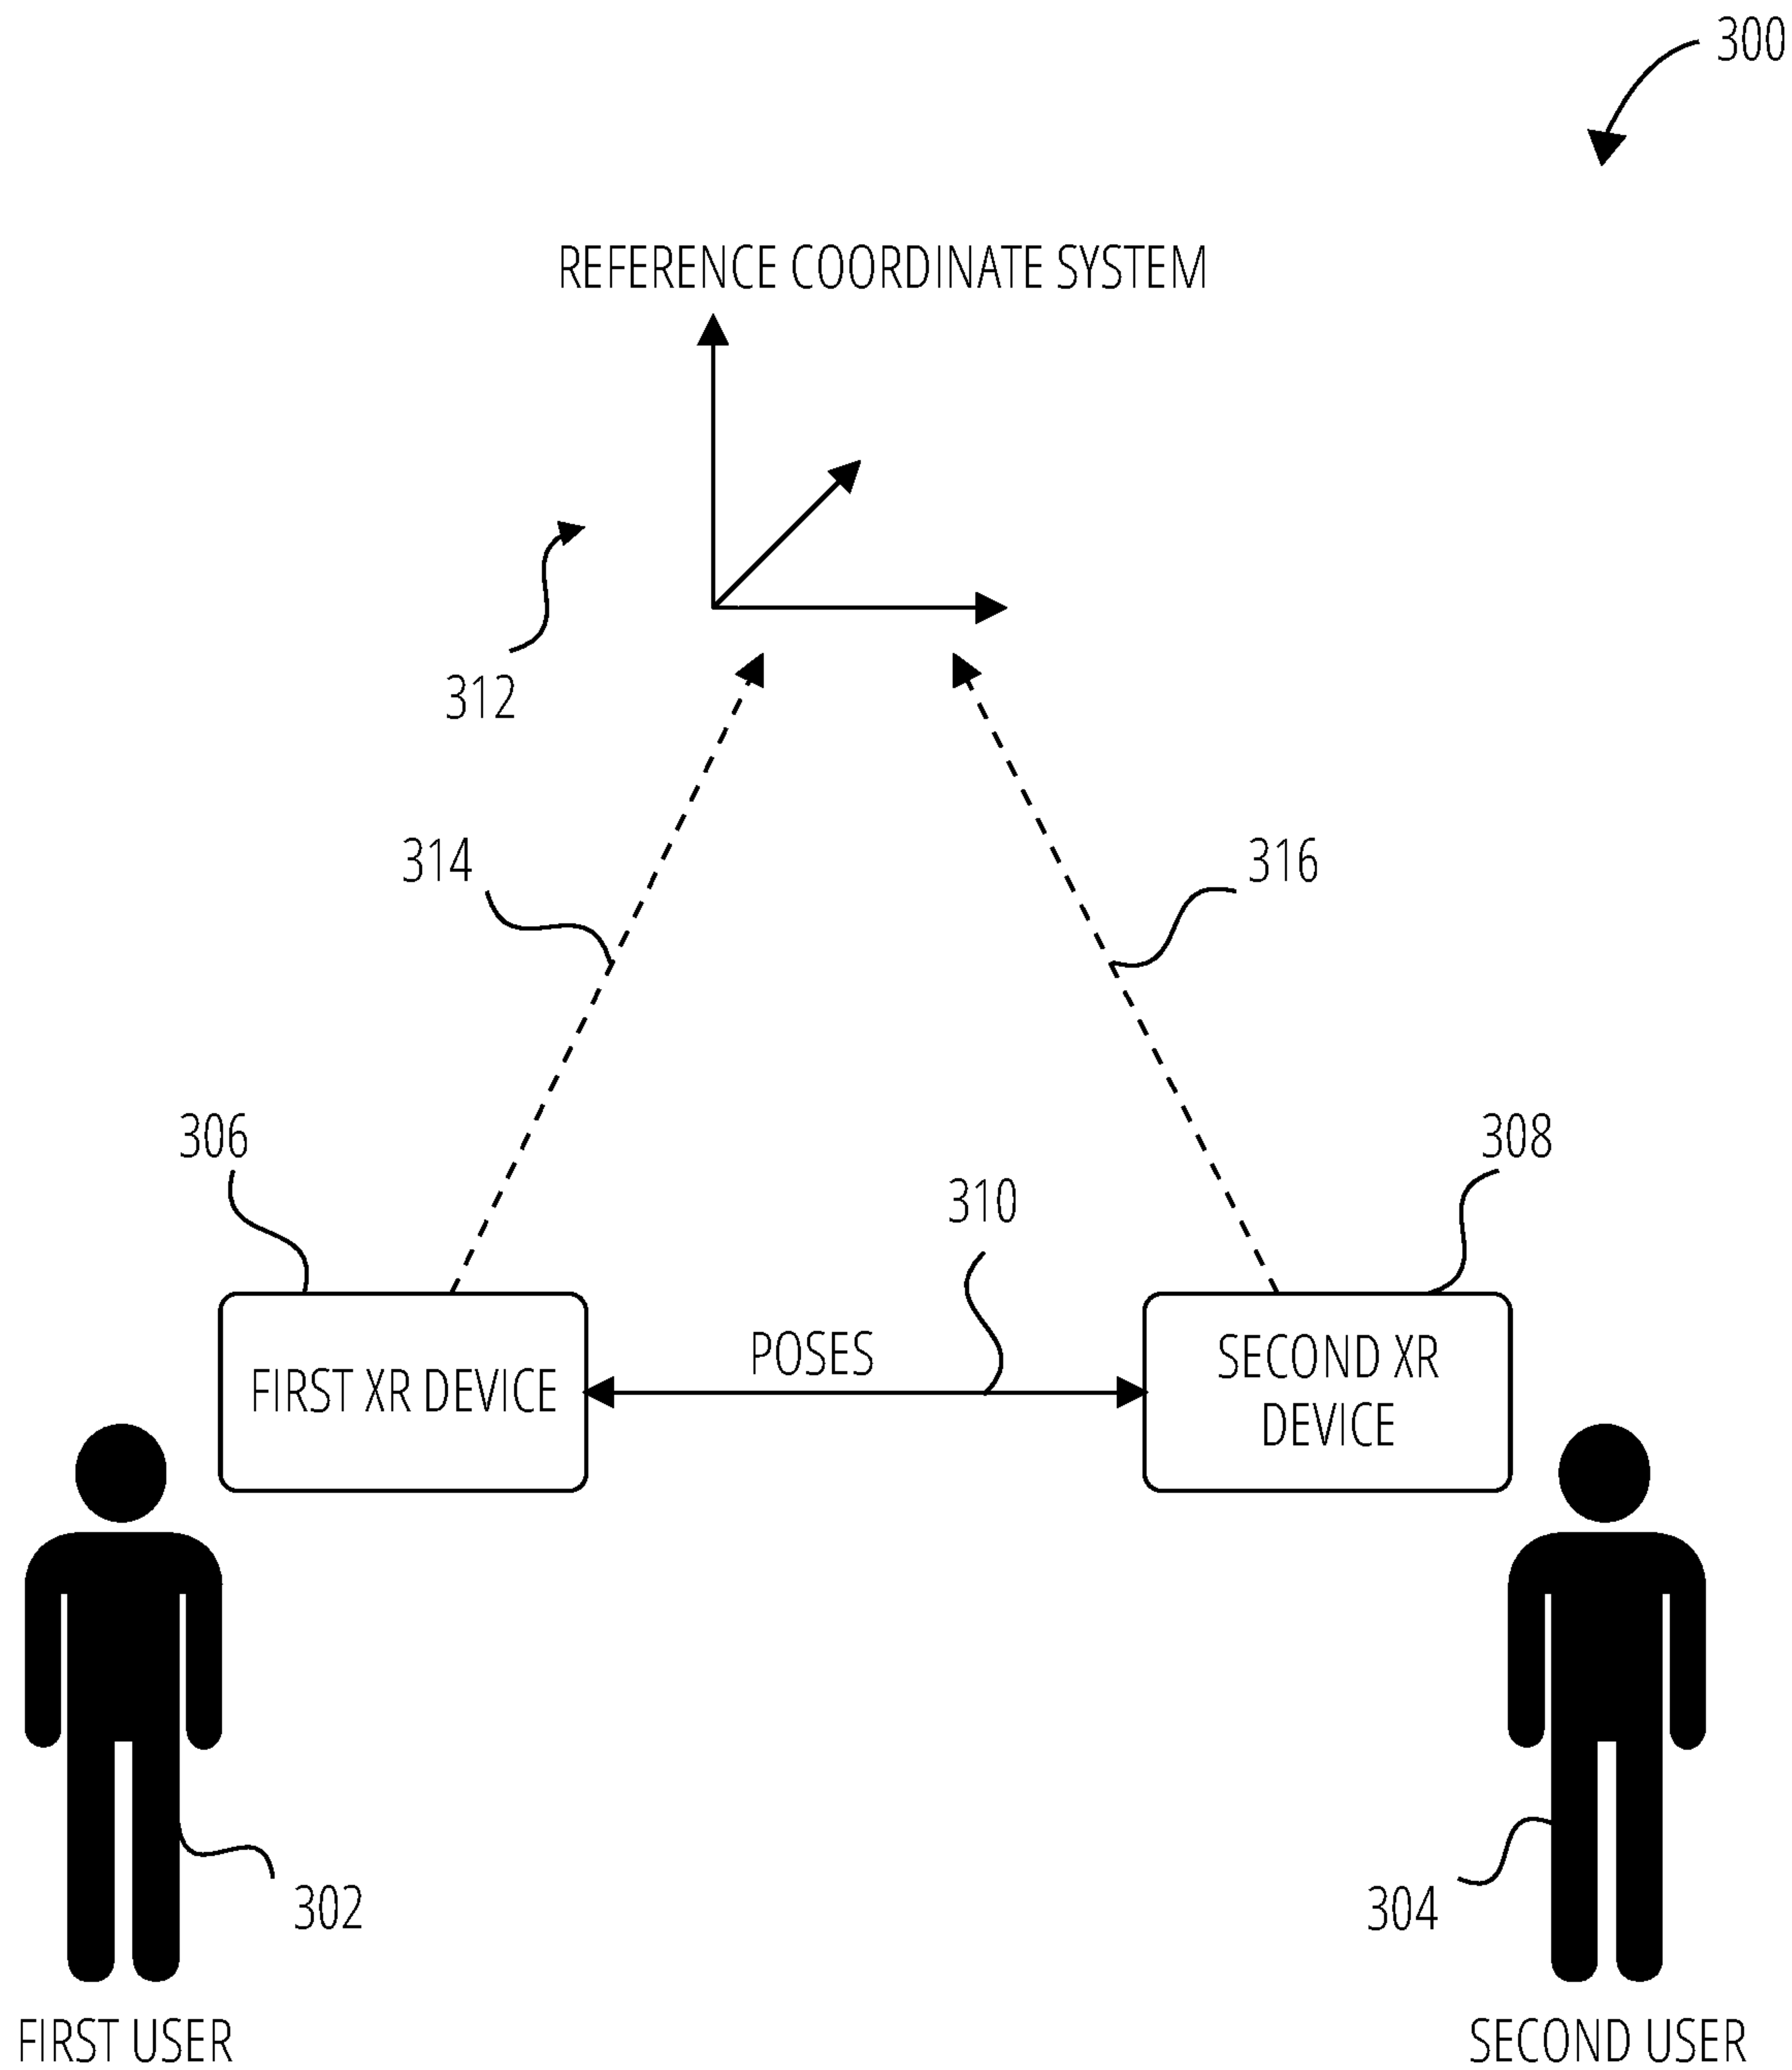 300
REFERENCE COORDINATE SYSTEM
312
314
316
306
308
310
POSES
FIRST XR DEVICE
SECOND XR
DEVICE
302
304
FIRST USER
SECOND USER